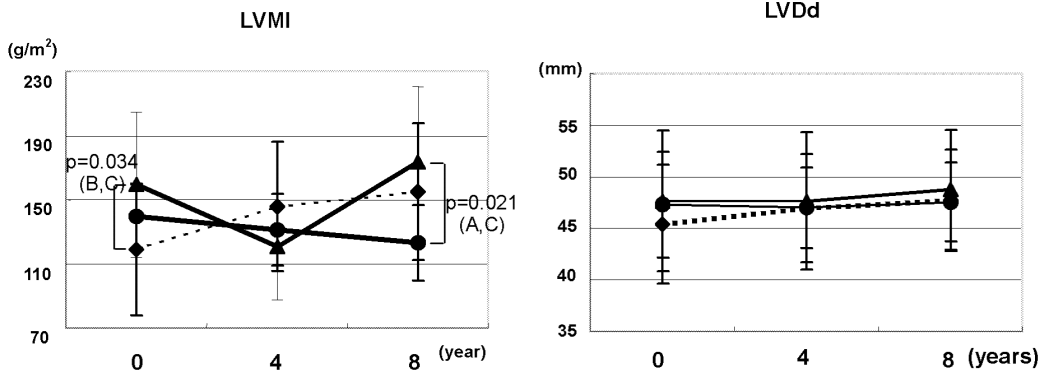 LVMI
(g/m²)
230
190
150
110
70
p=0.034
(B,C)
p=0.021
(A,C)
0
4
8
(year)
LVDd
(mm)
55
50
45
40
35
0
4
8
(years)